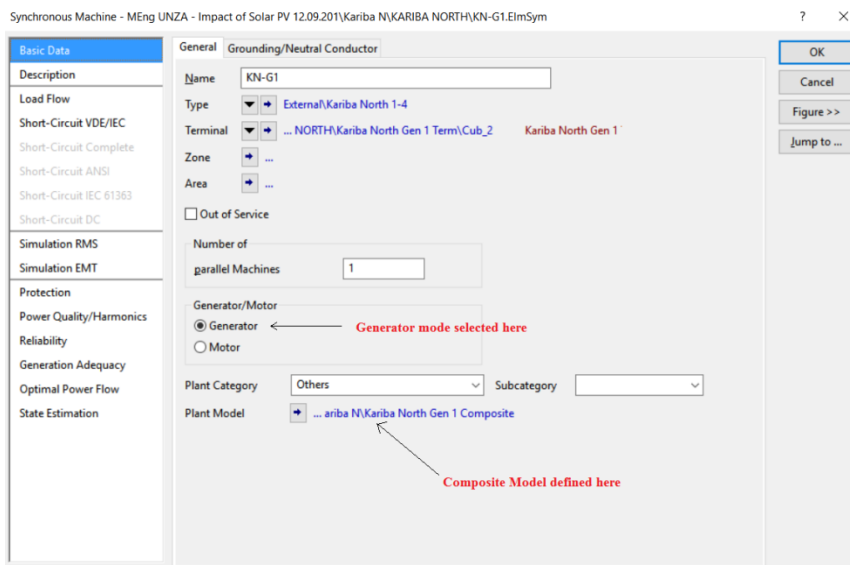 Synchronous Machine - MEng UNZA - Impact of Solar PV 12.09.201\Kariba N\KARIBA NORTH\KN-G1.ElmSym ? ×
Basic Data
Description
Load Flow
Short-Circuit VDE/IEC
Short-Circuit Complete
Short-Circuit ANSI
Short-Circuit IEC 61363
Short-Circuit DC
Simulation RMS
Simulation EMT
Protection
Power Quality/Harmonics
Reliability
Generation Adequacy
Optimal Power Flow
State Estimation
General Grounding/Neutral Conductor
Name KN-G1
Type External\Kariba North 1-4
Terminal ... NORTH\Kariba North Gen 1 Term\Cub_2 Kariba North Gen 1
Zone ...
Area ...
Out of Service
Number of
parallel Machines 1
Generator/Motor
Generator Generator mode selected here
Motor
Plant Category Others Subcategory
Plant Model ... ariba N\Kariba North Gen 1 Composite
Composite Model defined here
OK
Cancel
Figure >>
Jump to ...